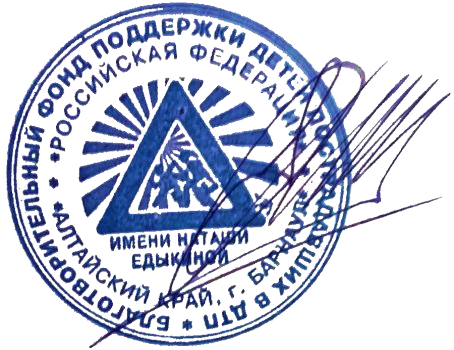 * БЛАГОТВОРИТЕЛЬНЫЙ ФОНД ПОДДЕРЖКИ ДЕТЕЙ ПОСТРАДАВШИХ В ДТП
*РОССИЙСКАЯ ФЕДЕРАЦИЯ*
*АЛТАЙСКИЙ КРАЙ, Г. БАРНАУЛ*
ИМЕНИ НАТАШИ
ЕДЫКИНОЙ